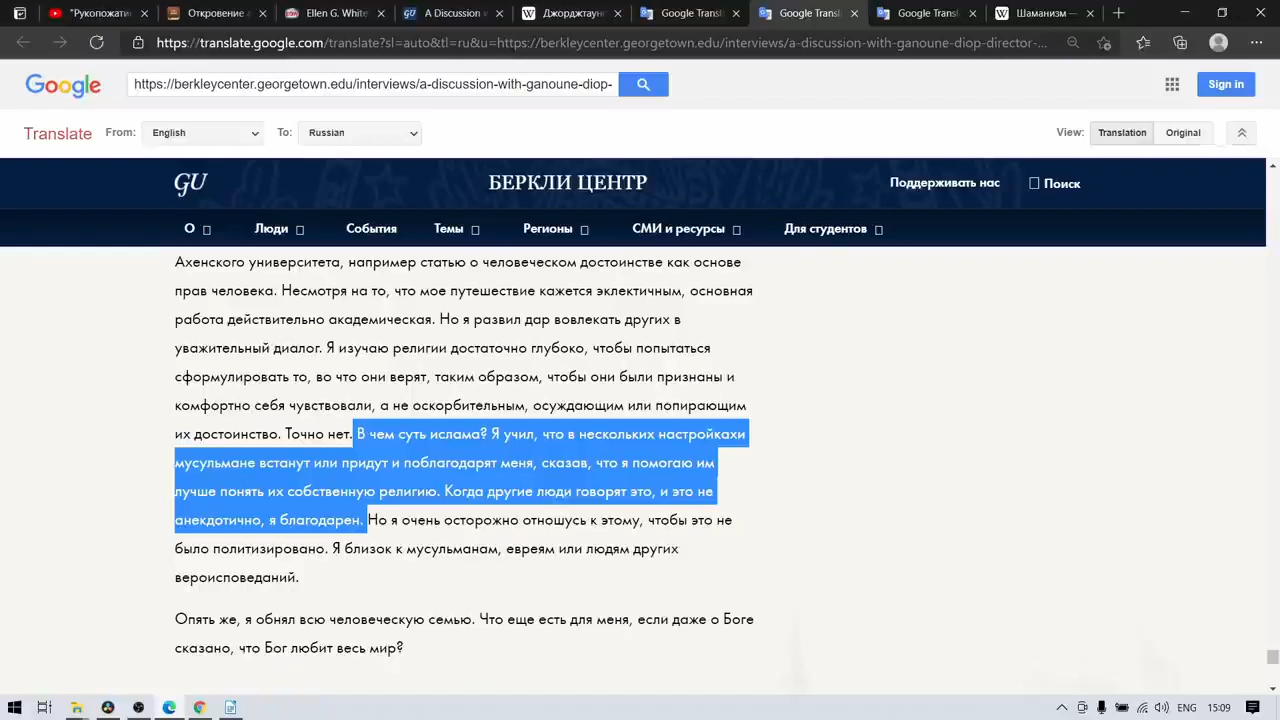 "Рукопожати
Откровение
Ellen G. White
A Discussion v
Джорджтаун
Google Transl
Google Transl
Google Transl
Шаманизм —
https://translate.google.com/translate?sl=auto&tl=ru&u=https://berkleycenter.georgetown.edu/interviews/a-discussion-with-ganoune-diop-director-...
Google
https://berkleycenter.georgetown.edu/interviews/a-discussion-with-ganoune-diop-
Sign in
Translate From: English To: Russian View: Translation Original
GU БЕРКЛИ ЦЕНТР Поддерживать нас Поиск
О Люди События Темы Регионы СМИ и ресурсы Для студентов
Ахенского университета, например статью о человеческом достоинстве как основе
прав человека. Несмотря на то, что мое путешествие кажется эклектичным, основная
работа действительно академическая. Но я развил дар вовлекать других в
уважительный диалог. Я изучаю религии достаточно глубоко, чтобы попытаться
сформулировать то, во что они верят, таким образом, чтобы они были признаны и
комфортно себя чувствовали, а не оскорбительным, осуждающим или попирающим
их достоинство. Точно нет. В чем суть ислама? Я учил, что в нескольких настройкахи
мусульмане встанут или придут и поблагодарят меня, сказав, что я помогаю им
лучше понять их собственную религию. Когда другие люди говорят это, и это не
анекдотично, я благодарен. Но я очень осторожно отношусь к этому, чтобы это не
было политизировано. Я близок к мусульманам, евреям или людям других
вероисповеданий.
Опять же, я обнял всю человеческую семью. Что еще есть для меня, если даже о Боге
сказано, что Бог любит весь мир?
ENG 15:09